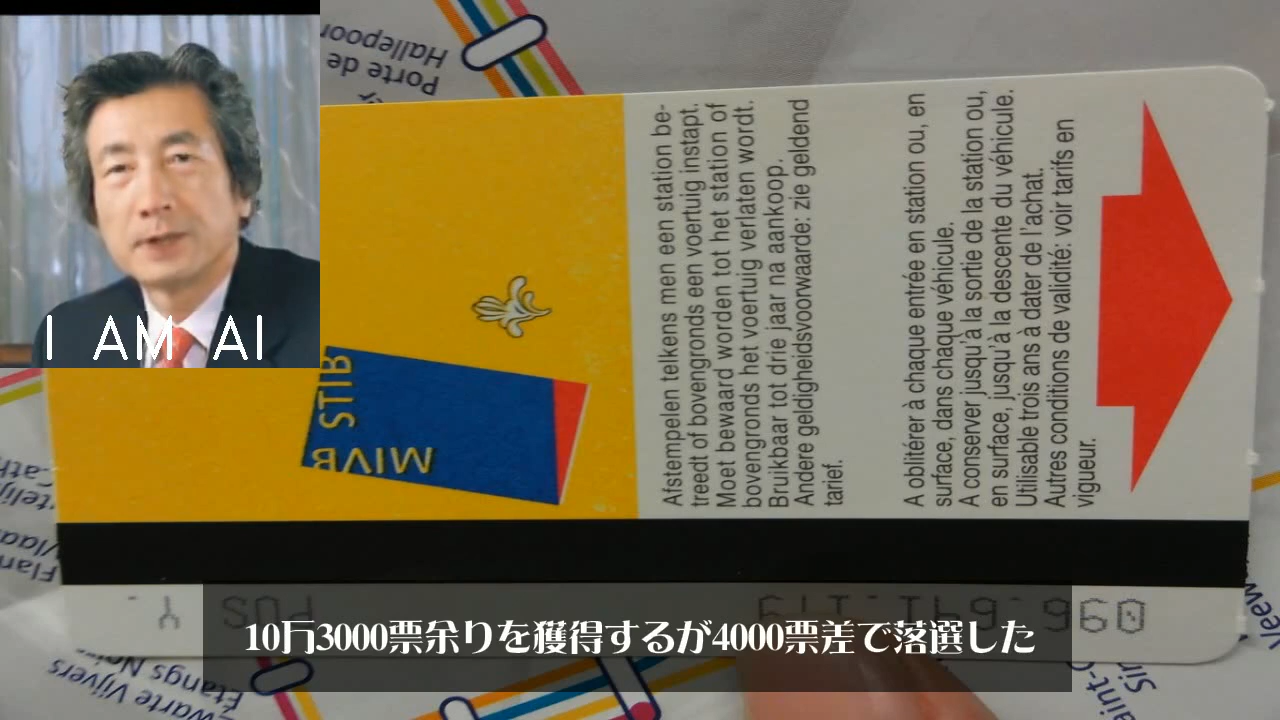 Porte de
Hallepoor
I AM AI
MIVB STIB
Afstempelen telkens men een station be-
treedt of bovengronds een voertuig instapt.
Moet bewaard worden tot het station of
bovengronds het voertuig verlaten wordt.
Bruikbaar tot drie jaar na aankoop.
Andere geldigheidsvoorwaarde: zie geldend
tarief.
A oblitérer à chaque entrée en station ou, en
surface, dans chaque véhicule.
A conserver jusqu'à la sortie de la station ou,
en surface, jusqu'à la descente du véhicule.
Utilisable trois ans à dater de l'achat.
Autres conditions de validité: voir tarifs en
vigueur.
10万3000票余りを獲得するが4000票差で落選した
warte Vijvers
Etangs Noirs